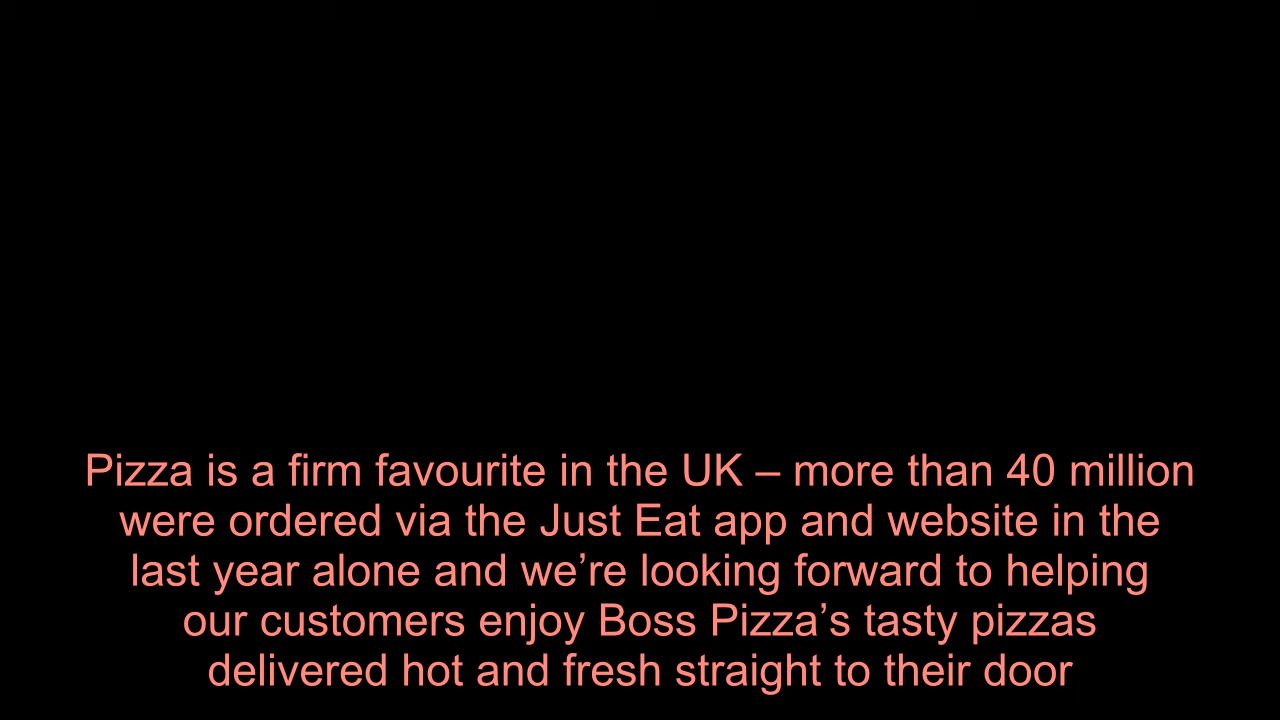 Pizza is a firm favourite in the UK – more than 40 million
were ordered via the Just Eat app and website in the
last year alone and we’re looking forward to helping
our customers enjoy Boss Pizza’s tasty pizzas
delivered hot and fresh straight to their door